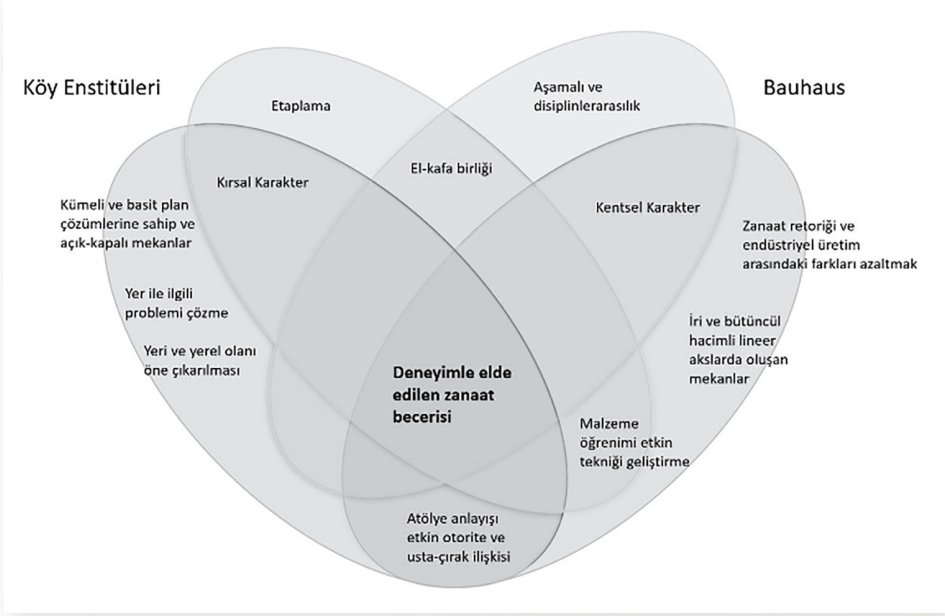 Köy Enstitüleri
Bauhaus
Etaplama
Aşamalı ve
disiplinlerarasılık
El-kafa birliği
Kırsal Karakter
Kentsel Karakter
Kümeli ve basit plan
çözümlerine sahip ve
açık-kapalı mekanlar
Zanaat retoriği ve
endüstriyel üretim
arasındaki farkları azaltmak
Yer ile ilgili
problemi çözme
Yeri ve yerel olanı
öne çıkarılması
İri ve bütüncül
hacimli lineer
akslarda oluşan
mekanlar
Deneyimle elde
edilen zanaat
becerisi
Malzeme
öğrenimi etkin
tekniği geliştirme
Atölye anlayışı
etkin otorite ve
usta-çırak ilişkisi